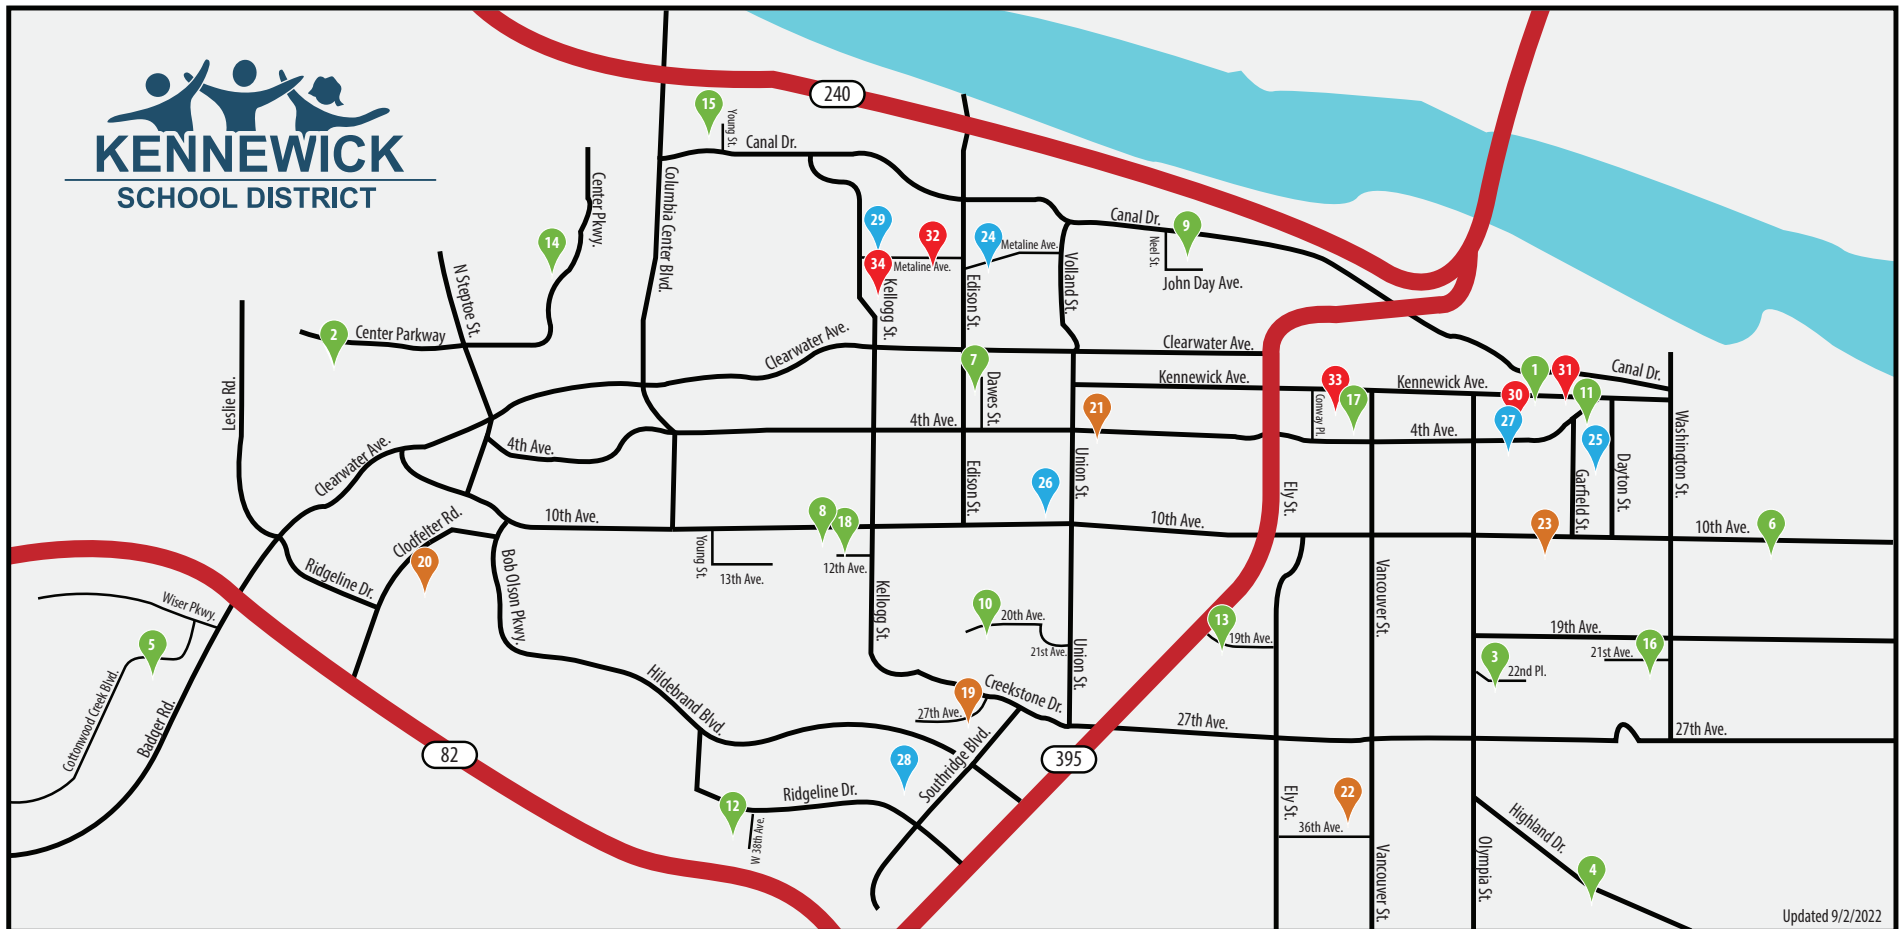 KENNEWICK
SCHOOL DISTRICT
240
15
Young St.
Canal Dr.
Center Pkwy.
Columbia Center Blvd.
14
29
32
24
Metaline Ave.
34
Metaline Ave.
Kellogg St.
Edison St.
Volland St.
Canal Dr.
9
Neel St.
John Day Ave.
N Steptoe St.
2
Center Parkway
Leslie Rd.
Clearwater Ave.
7
Dawes St.
Clearwater Ave.
Kennewick Ave.
33
17
Conway Pl.
Kennewick Ave.
1
31
30
11
Canal Dr.
27
25
21
4th Ave.
4th Ave.
4th Ave.
Clearwater Ave.
Washington St.
Garfield St.
Dayton St.
Edison St.
Union St.
26
Ely St.
10th Ave.
8
18
10th Ave.
23
10th Ave.
6
Clodfelter Rd.
20
Ridgeline Dr.
Bob Olson Pkwy
Young St.
13th Ave.
12th Ave.
Kellogg St.
Vancouver St.
Wiser Pkwy.
5
Cottonwood Creek Blvd.
Badger Rd.
10
20th Ave.
21st Ave.
Union St.
13
19th Ave.
19th Ave.
3
22nd Pl.
21st Ave.
16
Hildebrand Blvd.
19
27th Ave.
Creekstone Dr.
27th Ave.
27th Ave.
82
28
Southridge Blvd.
395
12
Ridgeline Dr.
W 38th Ave.
Ely St.
22
36th Ave.
Vancouver St.
Olympia St.
Highland Dr.
4
Updated 9/2/2022